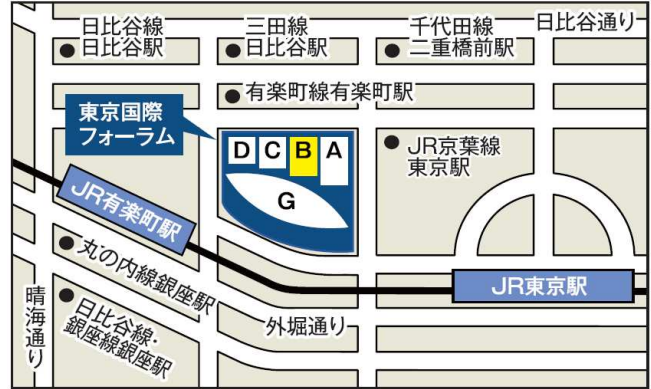 日比谷線
日比谷駅
三田線
日比谷駅
千代田線
二重橋前駅
日比谷通り
有楽町線有楽町駅
東京国際
フォーラム
D C B A
G
JR京葉線
東京駅
JR有楽町駅
丸の内線銀座駅
JR東京駅
晴海通り
日比谷線・
銀座線銀座駅
外堀通り